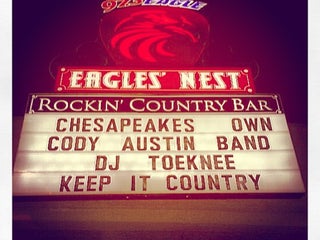 EAGLES' NEST
ROCKIN' COUNTRY BAR
CHESAPEAKES OWN
CODY AUSTIN BAND
DJ TOEKNEE
KEEP IT COUNTRY